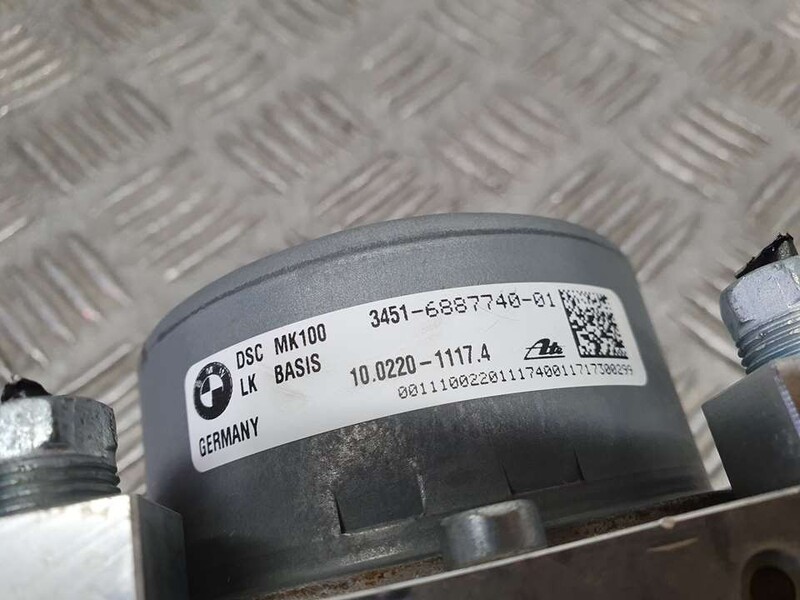 DSC MK100 3451-6887740-01
LK BASIS 10.0220-1117.4 Ate
GERMANY 0011100220111740011717300299